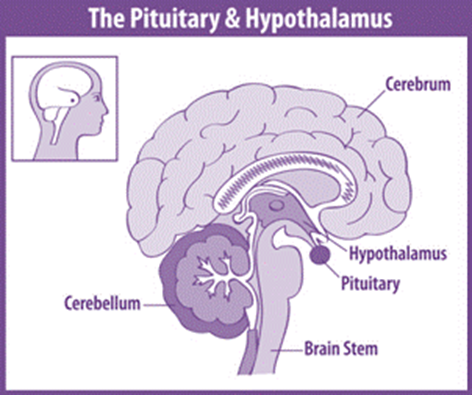 The Pituitary & Hypothalamus
Cerebrum
Hypothalamus
Pituitary
Cerebellum
Brain Stem